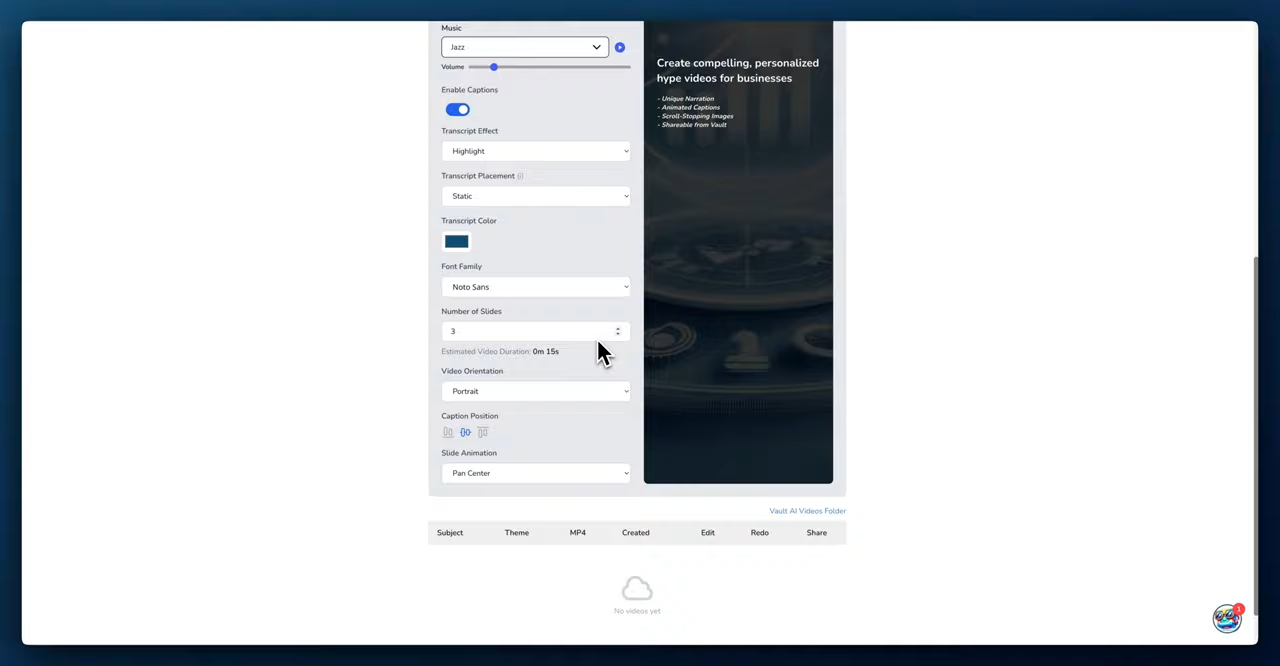 Music
Jazz
Volume
Enable Captions
Transcript Effect
Highlight
Transcript Placement (i)
Static
Transcript Color
Font Family
Noto Sans
Number of Slides
3
Estimated Video Duration: 0m 15s
Video Orientation
Portrait
Caption Position
Slide Animation
Pan Center
Create compelling, personalized
hype videos for businesses
- Unique Narration
- Animated Captions
- Scroll-Stopping Images
- Shareable from Vault
Vault AI Videos Folder
Subject Theme MP4 Created Edit Redo Share
No videos yet
1